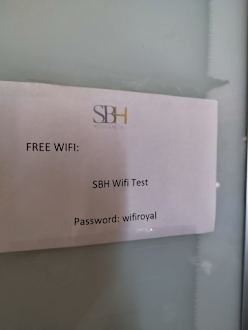 SBH
FREE WIFI:
SBH Wifi Test
Password: wifiroyal